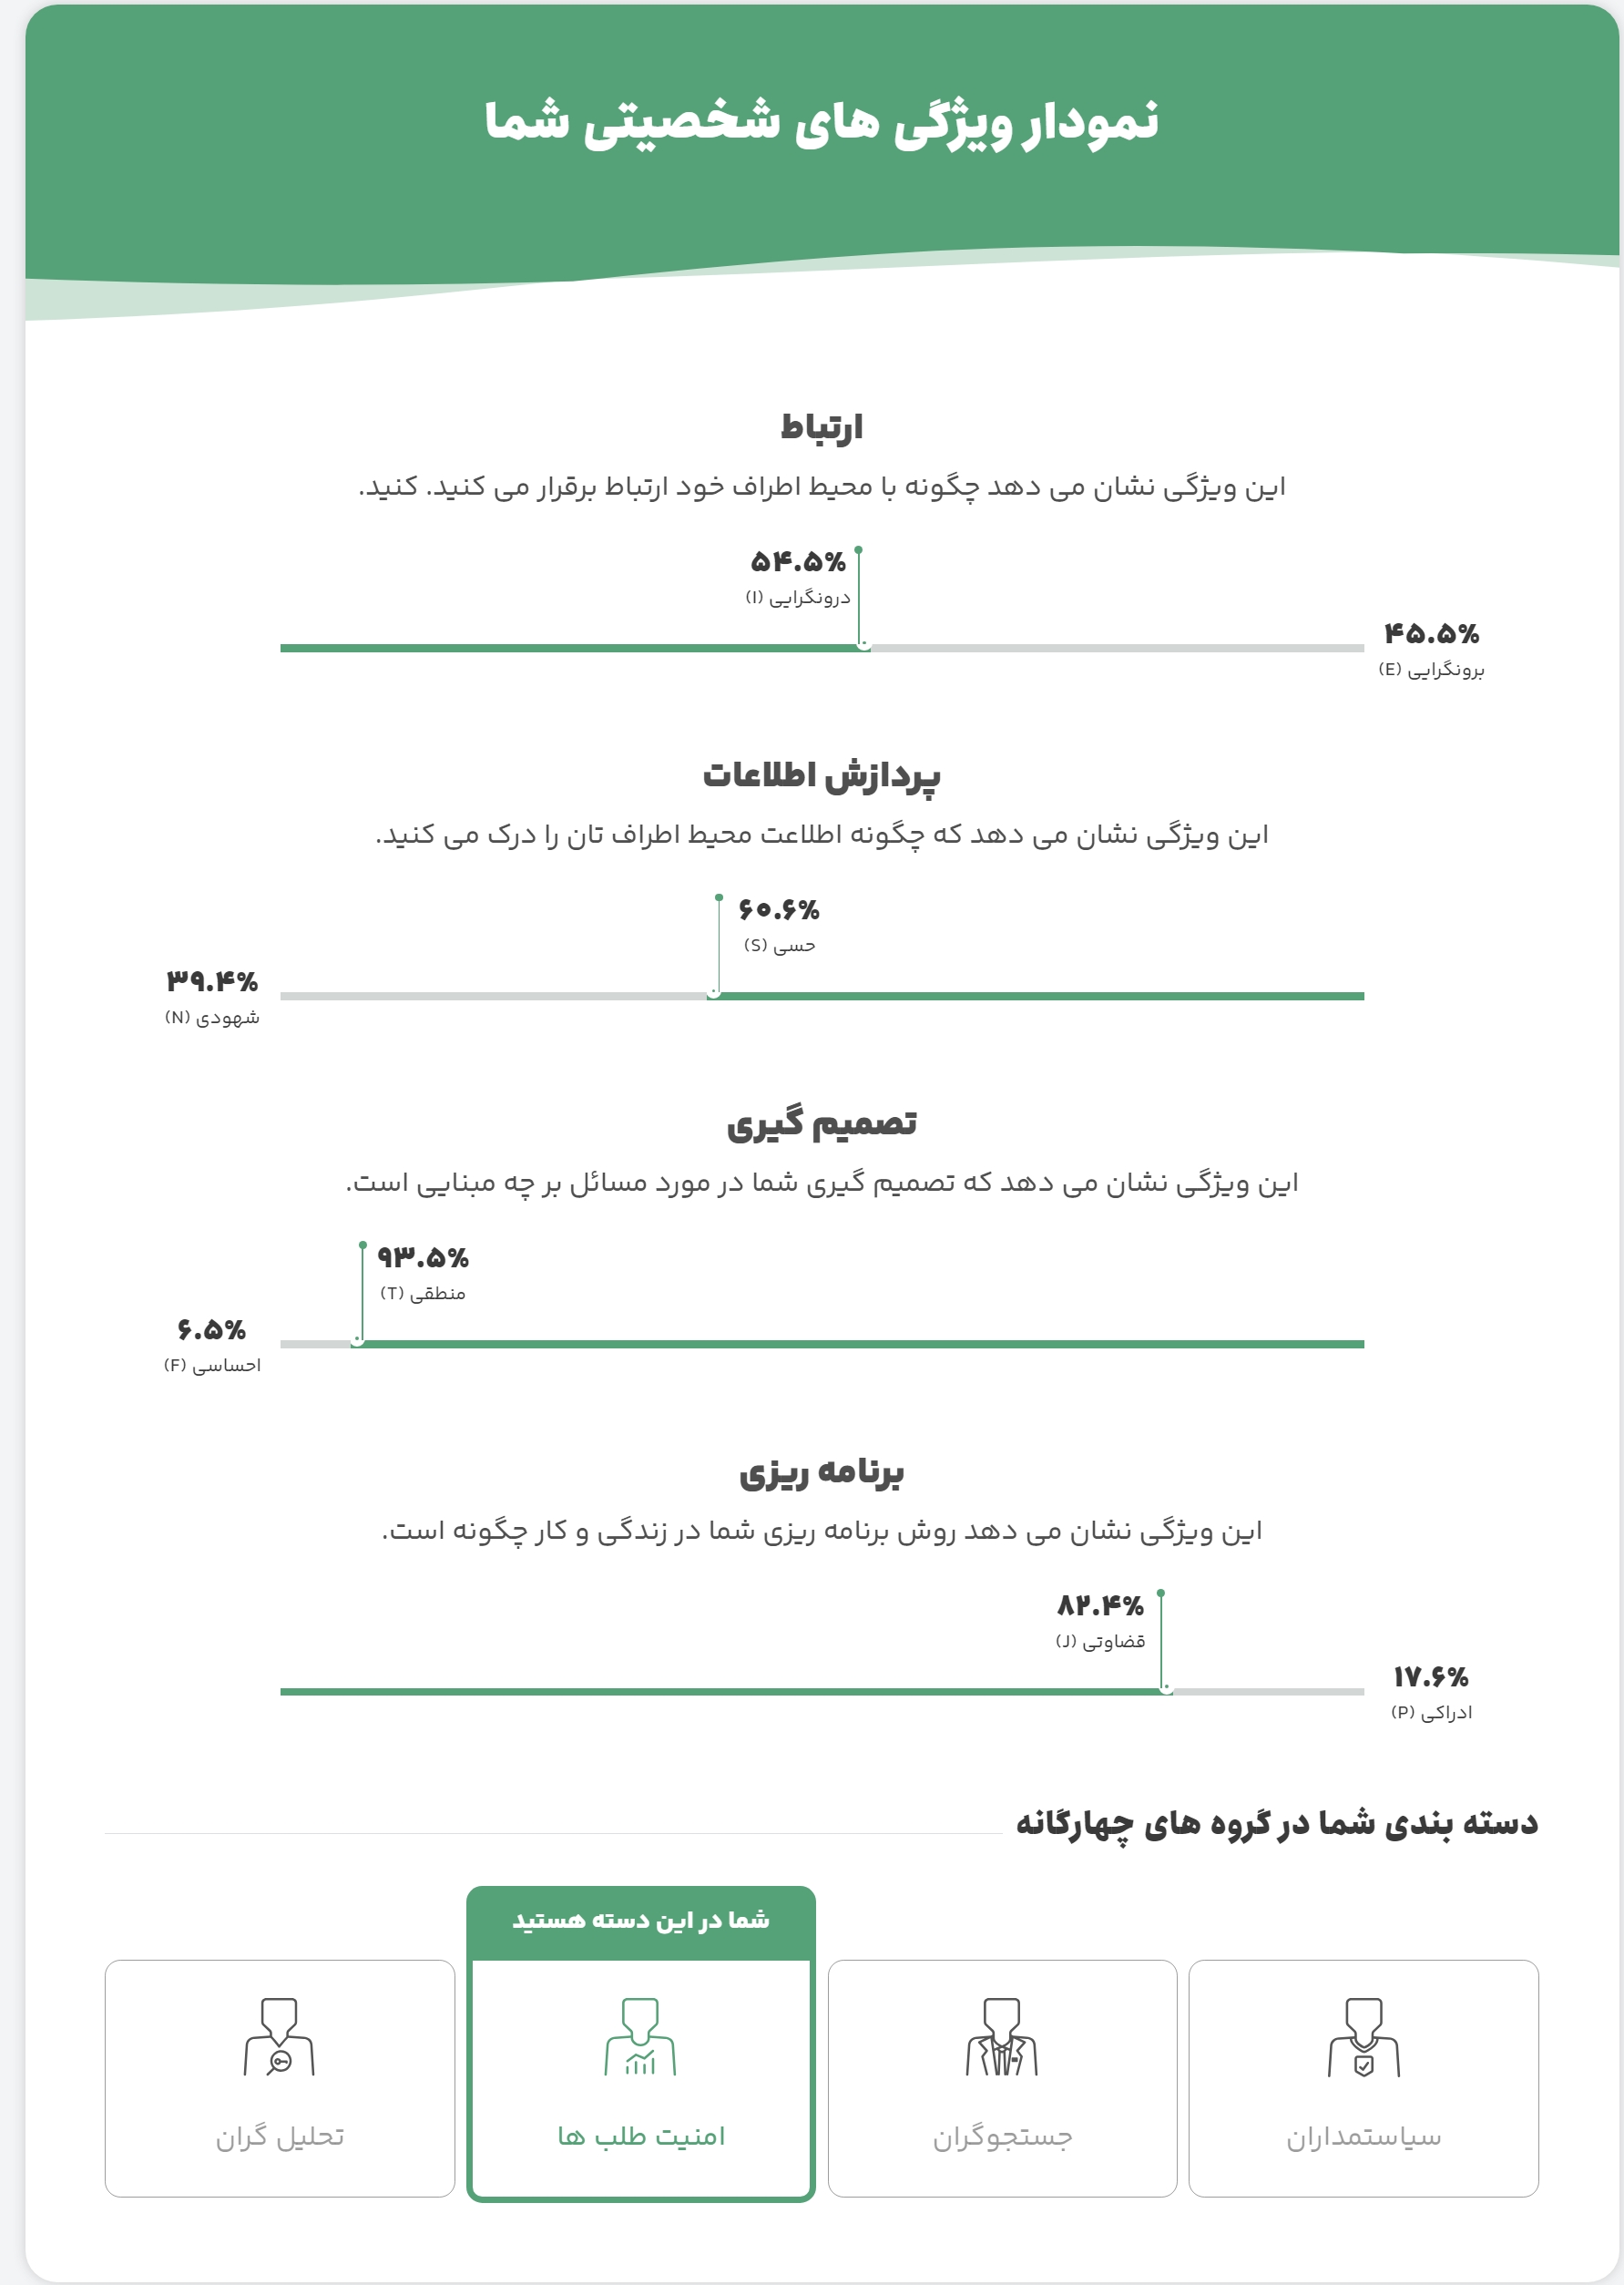 نمودار ویژگی های شخصیتی شما
ارتباط
این ویژگی نشان می دهد چگونه با محیط اطراف خود ارتباط برقرار می کنید. کنید.
۵۴.۵%
درونگرایی (I)
۴۵.۵%
برونگرایی (E)
پردازش اطلاعات
این ویژگی نشان می دهد که چگونه اطلاعت محیط اطراف تان را درک می کنید.
۶۰.۶%
حسی (S)
۳۹.۴%
شهودی (N)
تصمیم گیری
این ویژگی نشان می دهد که تصمیم گیری شما در مورد مسائل بر چه مبنایی است.
۹۳.۵%
منطقی (T)
۶.۵%
احساسی (F)
برنامه ریزی
این ویژگی نشان می دهد روش برنامه ریزی شما در زندگی و کار چگونه است.
۸۲.۴%
قضاوتی (J)
۱۷.۶%
ادراکی (P)
دسته بندی شما در گروه های چهارگانه
شما در این دسته هستید
سیاستمداران
جستجوگران
امنیت طلب ها
تحلیل گران